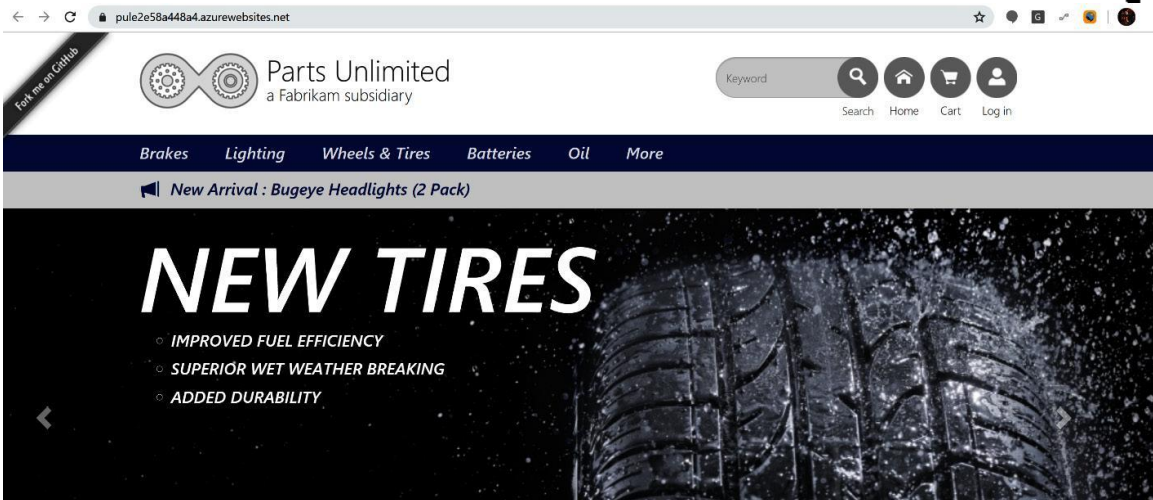 pule2e58a448a4.azurewebsites.net
G
Fork me on GitHub
Parts Unlimited
a Fabrikam subsidiary
Keyword
Search Home Cart Log in
Brakes Lighting Wheels & Tires Batteries Oil More
New Arrival : Bugeye Headlights (2 Pack)
NEW TIRES
IMPROVED FUEL EFFICIENCY
SUPERIOR WET WEATHER BREAKING
ADDED DURABILITY